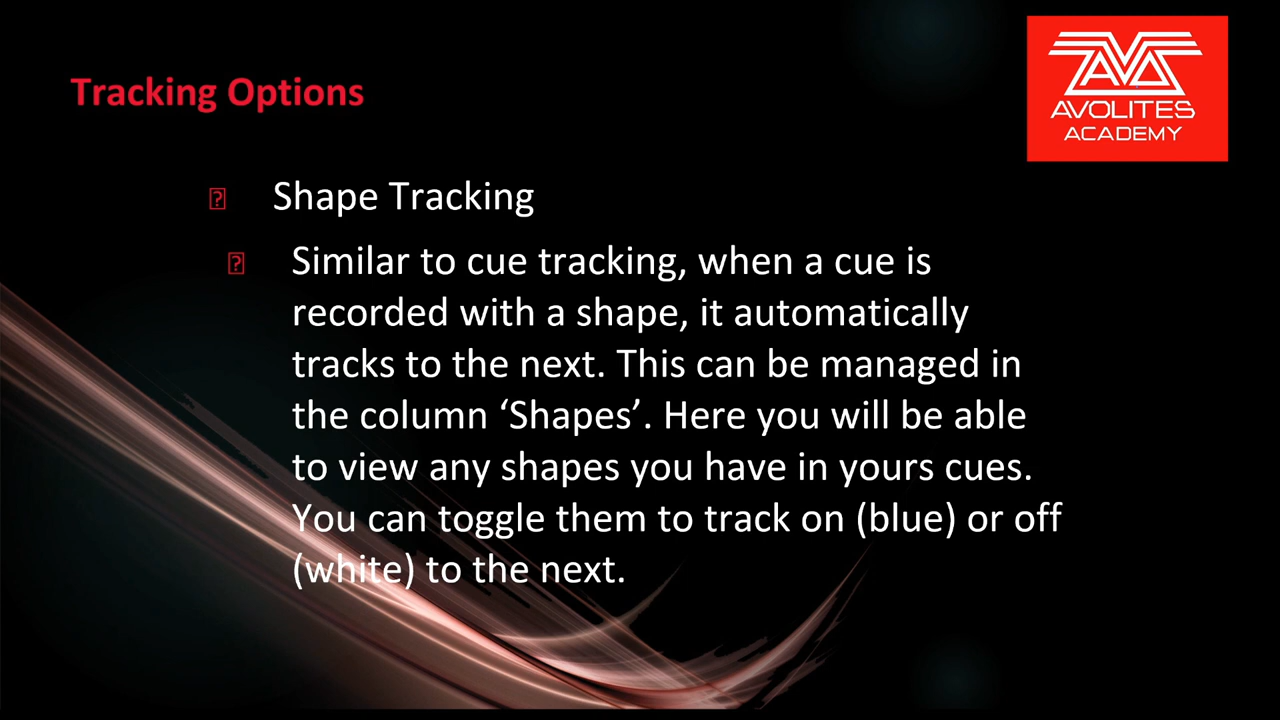 Tracking Options
AVOLITES
ACADEMY
Shape Tracking
Similar to cue tracking, when a cue is
recorded with a shape, it automatically
tracks to the next. This can be managed in
the column ‘Shapes’. Here you will be able
to view any shapes you have in yours cues.
You can toggle them to track on (blue) or off
(white) to the next.